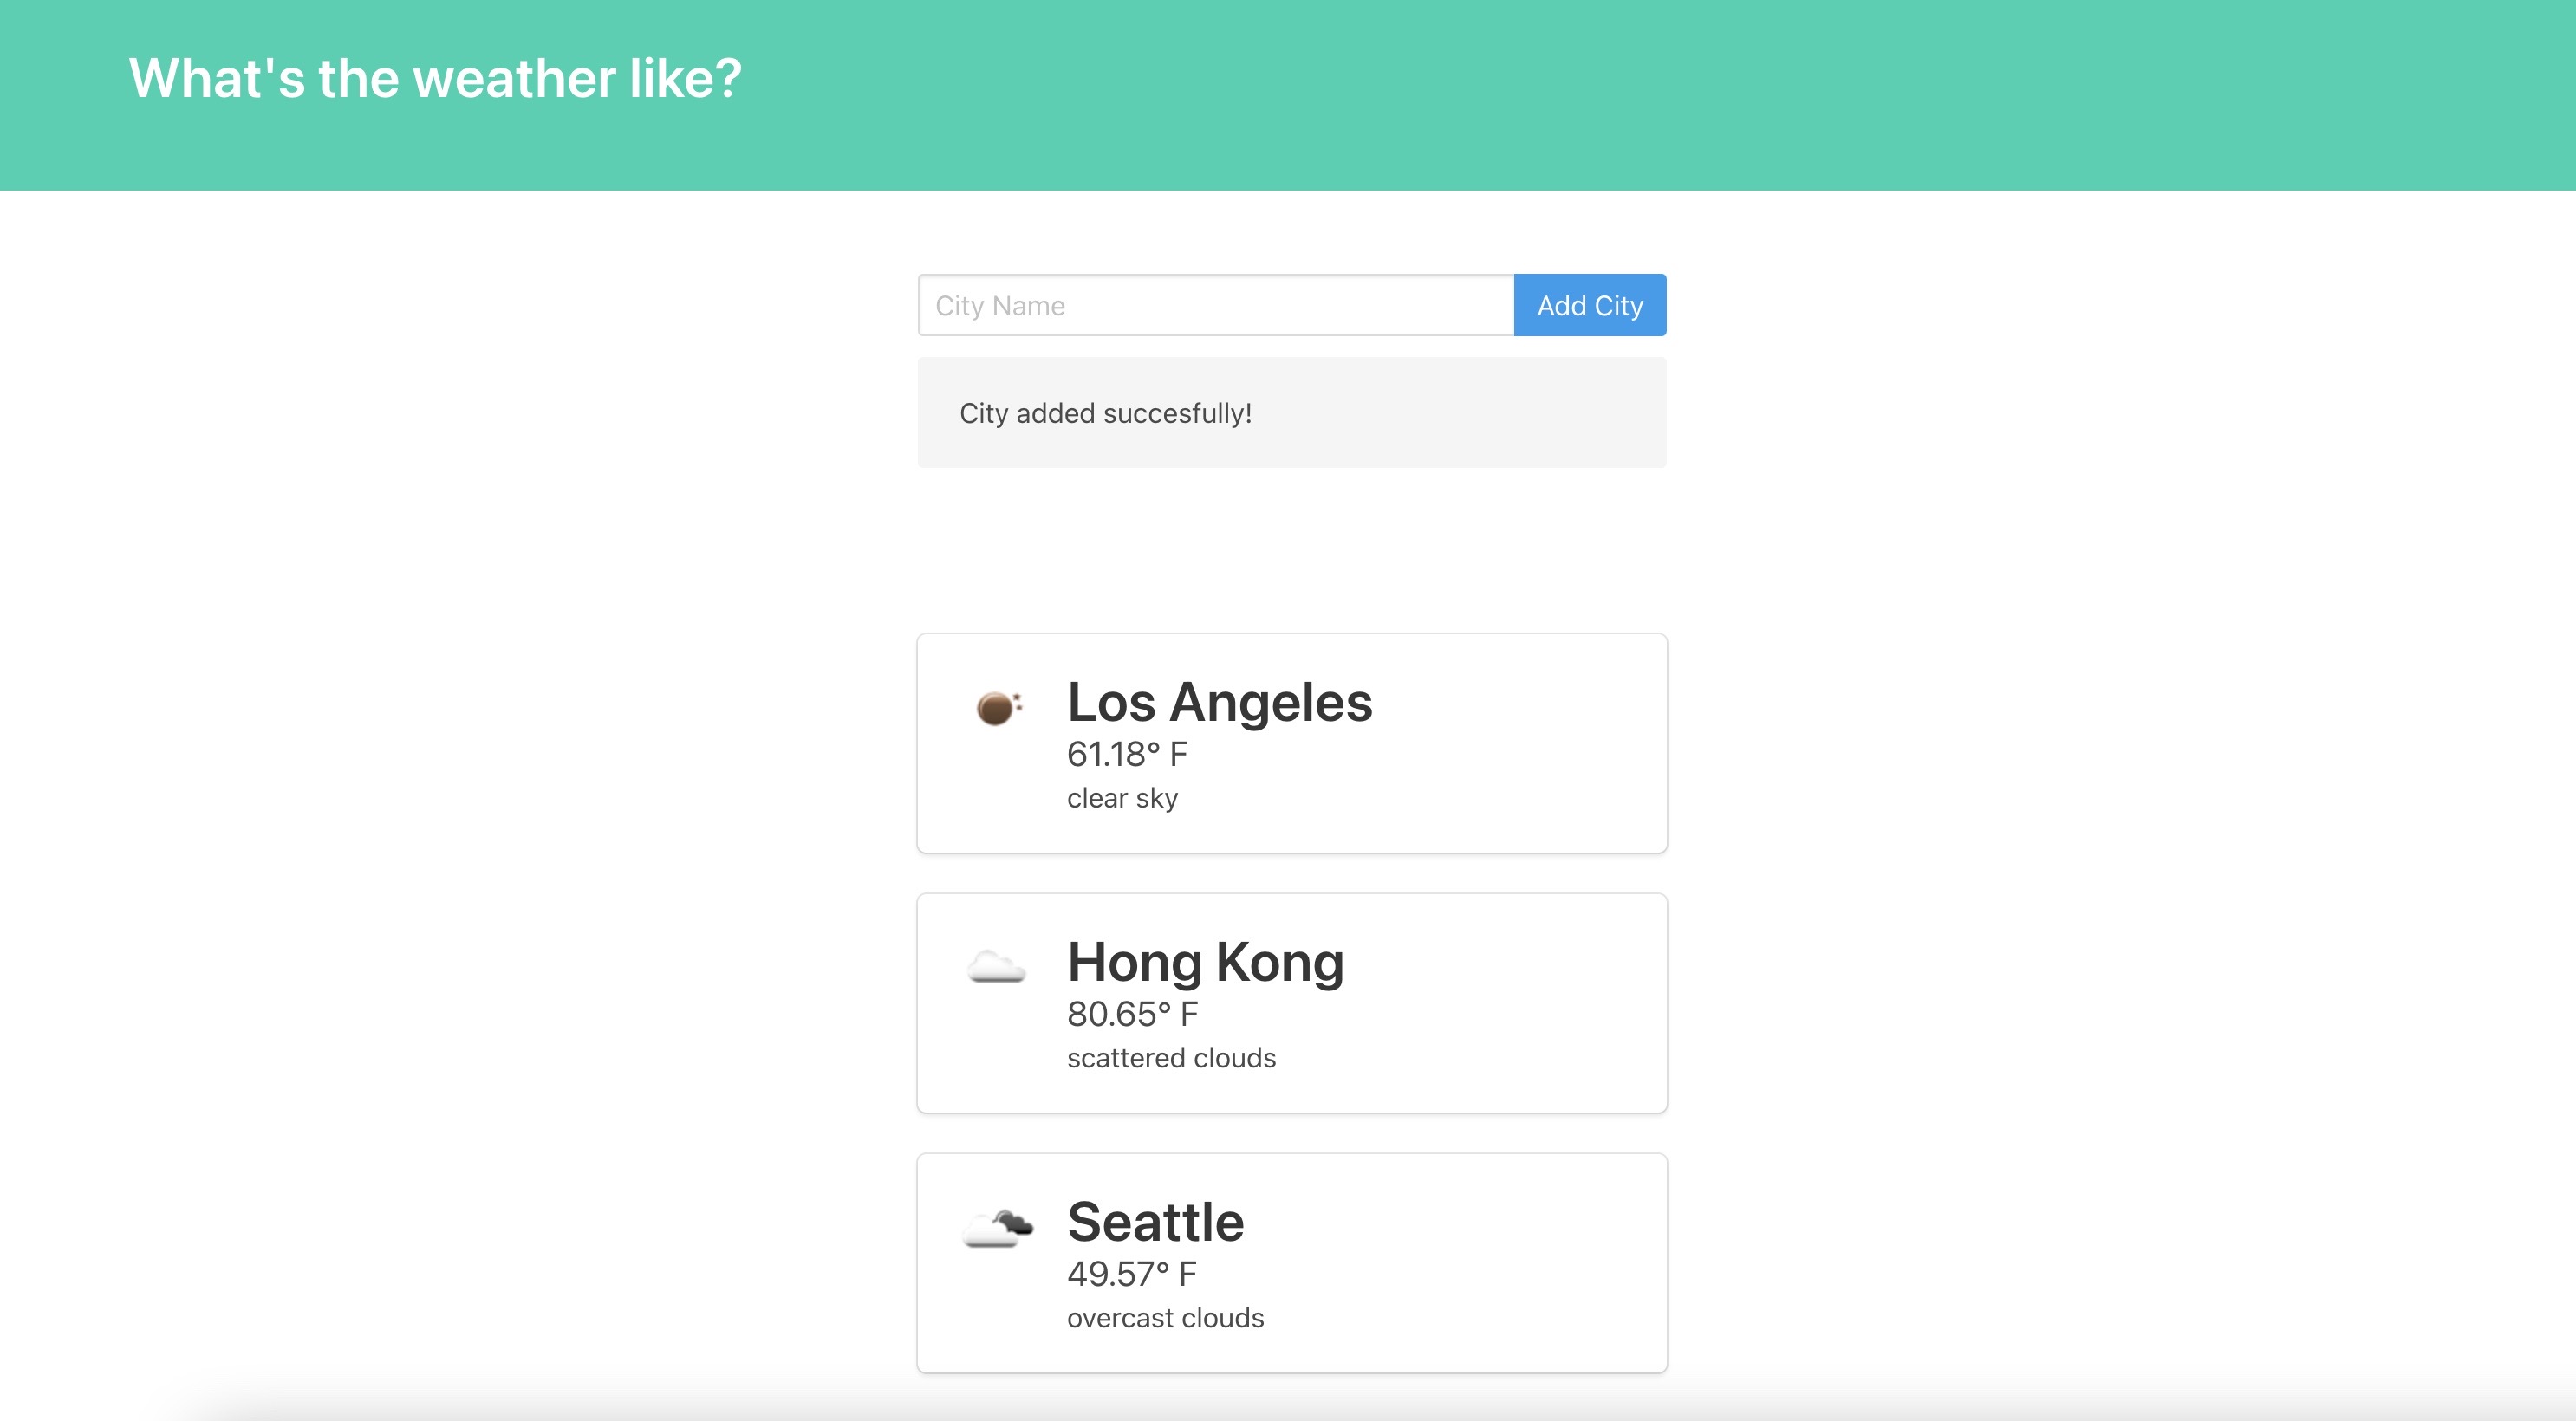 What's the weather like?
City Name
Add City
City added succesfully!
Los Angeles
61.18° F
clear sky
Hong Kong
80.65° F
scattered clouds
Seattle
49.57° F
overcast clouds